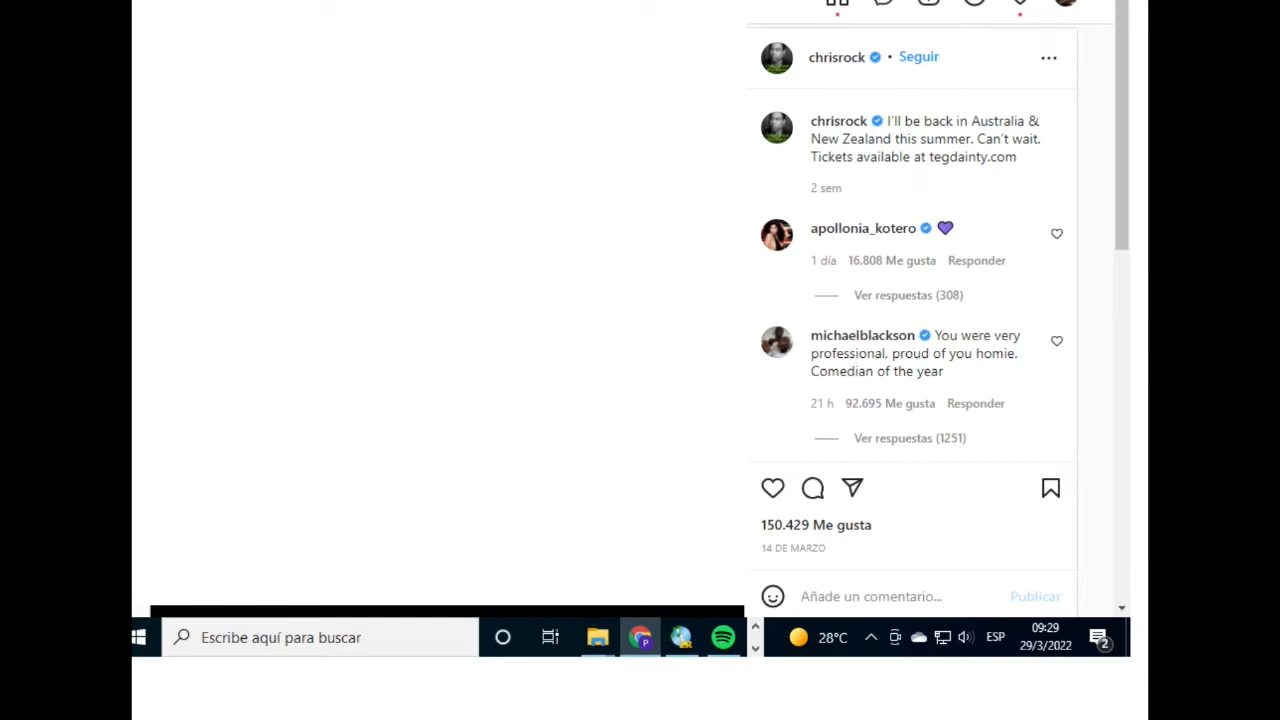 chrisrock • Seguir
chrisrock I'll be back in Australia &
New Zealand this summer. Can't wait.
Tickets available at tegdainty.com
2 sem
apollonia_kotero 💜
1 día 16.808 Me gusta Responder
Ver respuestas (308)
michaelblackson You were very
professional, proud of you homie.
Comedian of the year
21 h 92.695 Me gusta Responder
Ver respuestas (1251)
150.429 Me gusta
14 DE MARZO
Añade un comentario... Publicar
Escribe aquí para buscar
28°C
ESP
09:29
29/3/2022
2